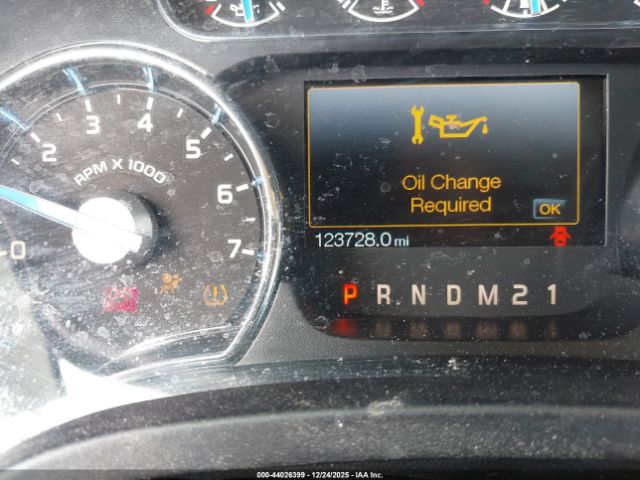 2 3 4 5 6 7 0
RPM X 1000
Oil Change
Required
OK
123728.0 mi
P R N D M 2 1
000-44026399 - 12/24/2025 - IAA Inc.